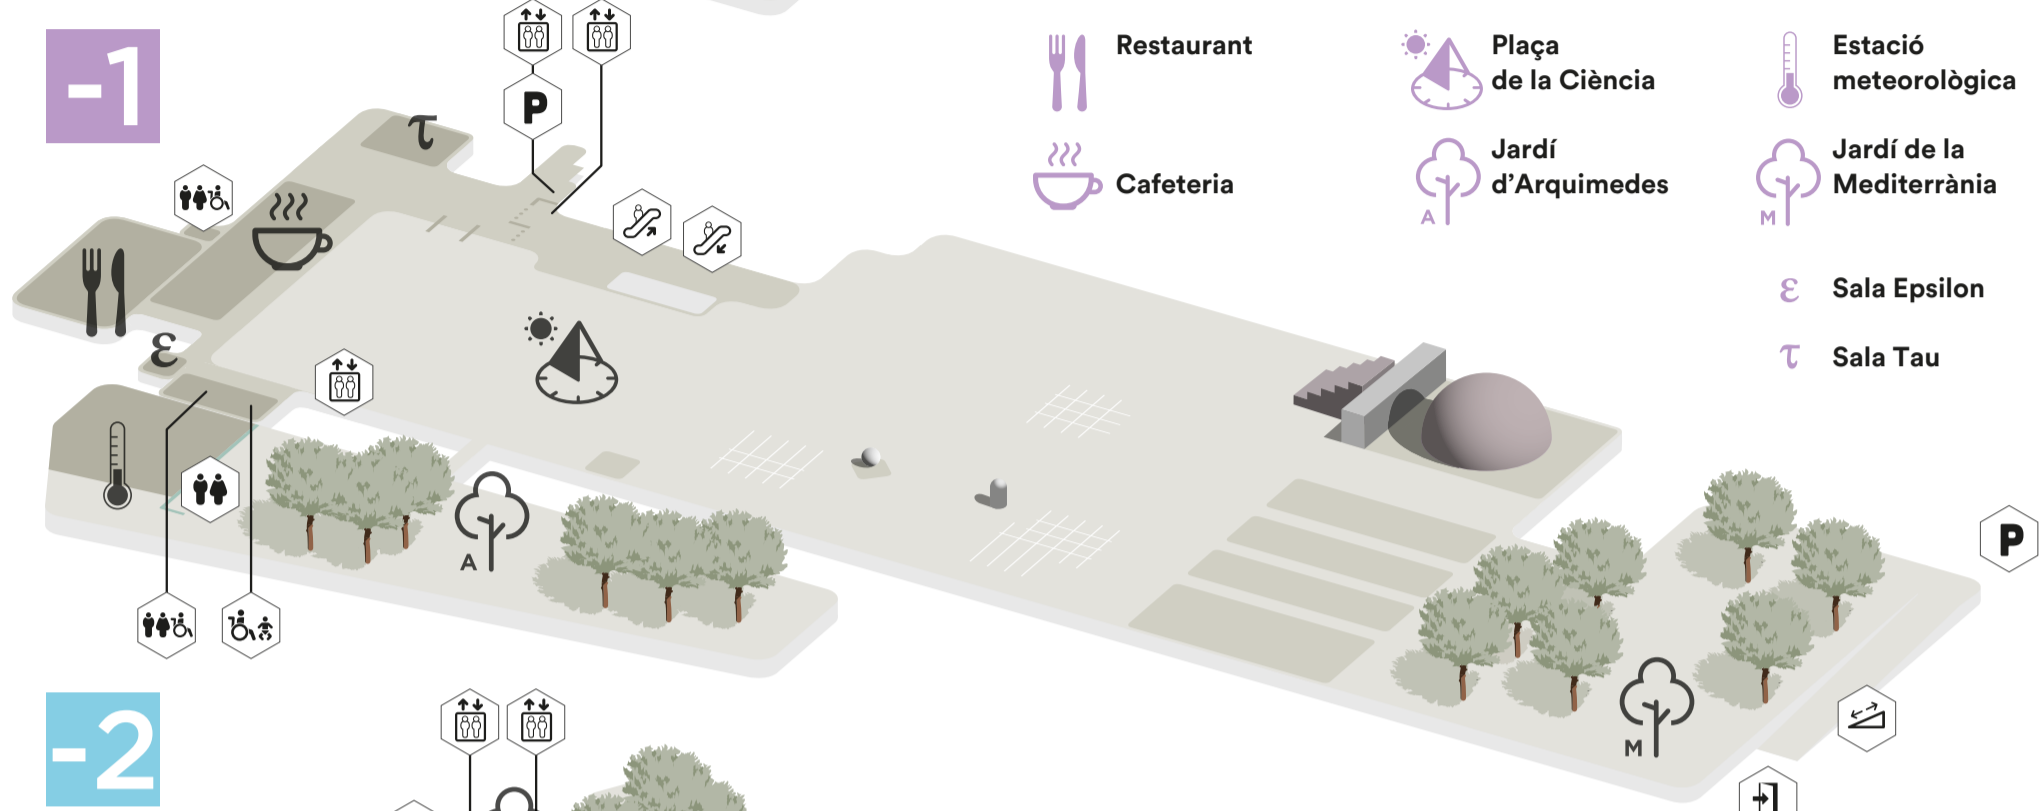 -1
P
τ
ε
A
M
P
Restaurant
Cafeteria
Plaça
de la Ciència
A
Jardí
d'Arquimedes
Estació
meteorològica
M
Jardí de la
Mediterrània
ε
Sala Epsilon
τ
Sala Tau
-2